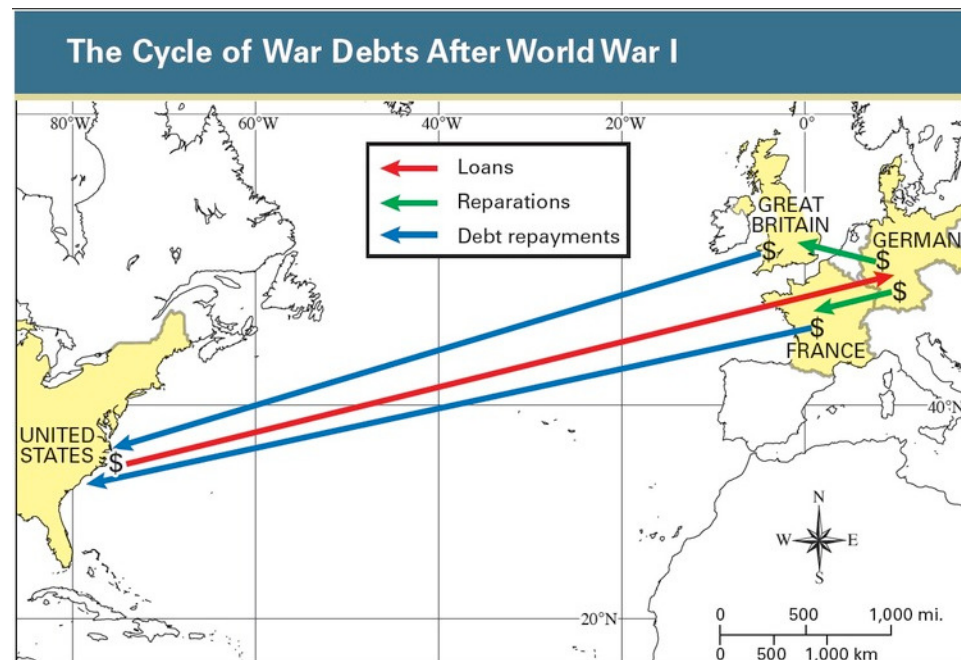 The Cycle of War Debts After World War I
80°W
60°W
40°W
20°W
0°
Loans
Reparations
Debt repayments
GREAT
BRITAIN
$
GERMAN
$
$
$
FRANCE
40°N
UNITED
STATES
$
N
W
E
S
20°N
0 500 1,000 mi.
0 500 1,000 km